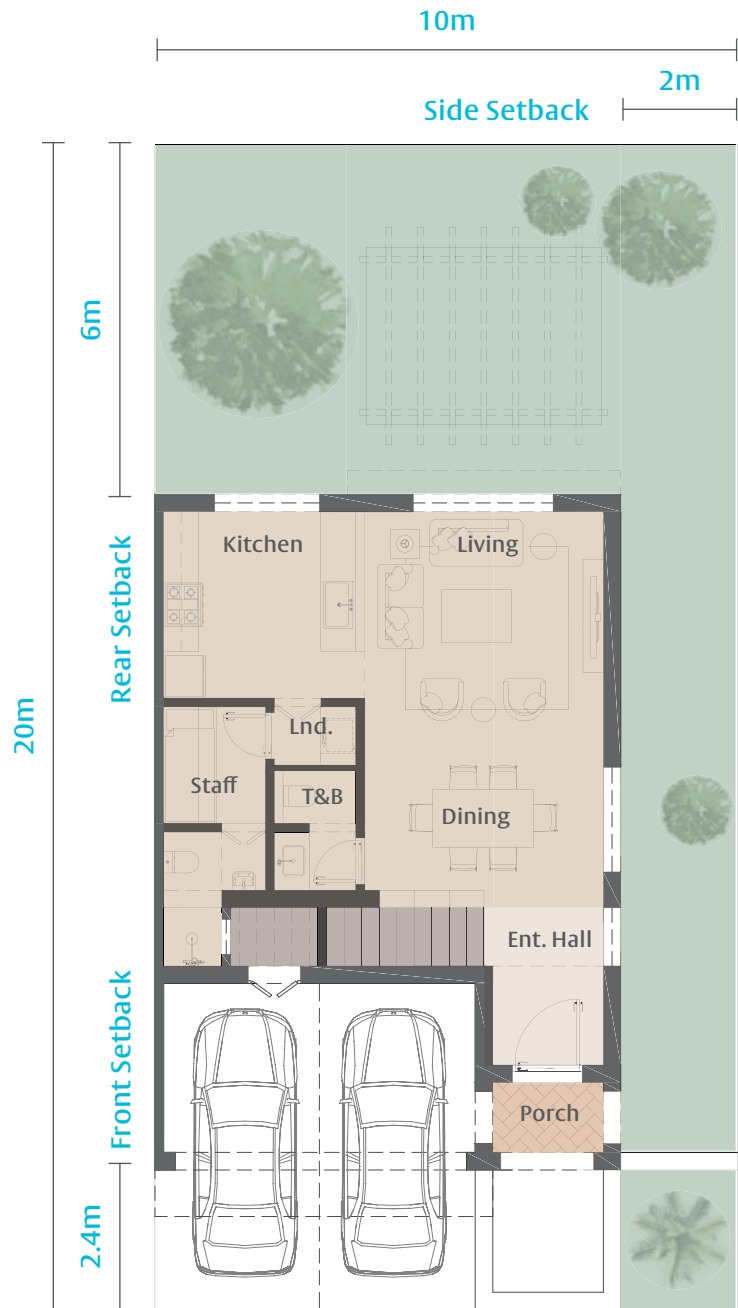 10m
2m
Side Setback
6m
Rear Setback
20m
Kitchen
Living
Lnd.
Staff
T&B
Dining
Ent. Hall
Front Setback
Porch
2.4m